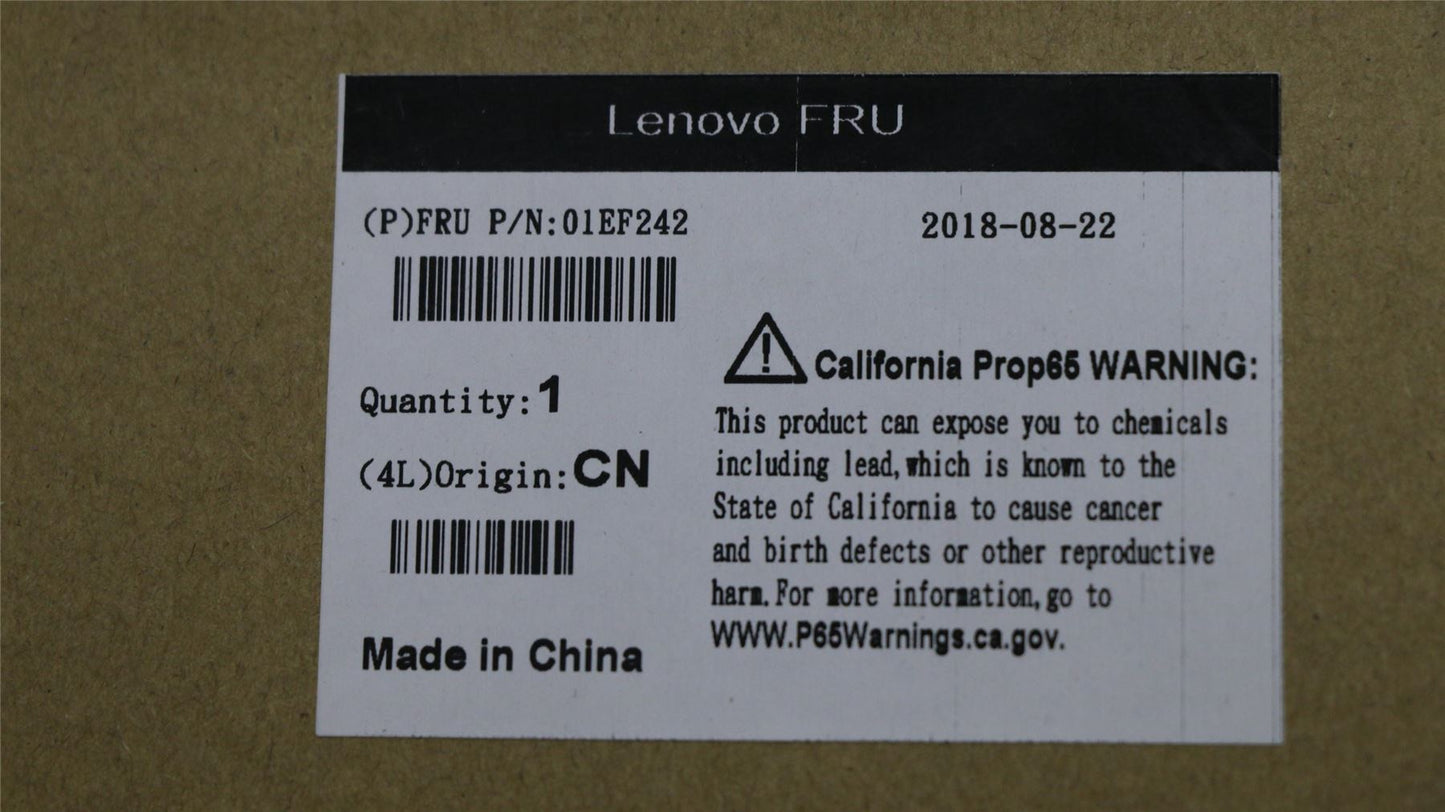 Lenovo FRU
(P)FRU P/N:01EF242
2018-08-22
Quantity:1
(4L)Origin:CN
Made in China
California Prop65 WARNING:
This product can expose you to chemicals
including lead,which is known to the
State of California to cause cancer
and birth defects or other reproductive
harm.For more information,go to
WWW.P65Warnings.ca.gov.